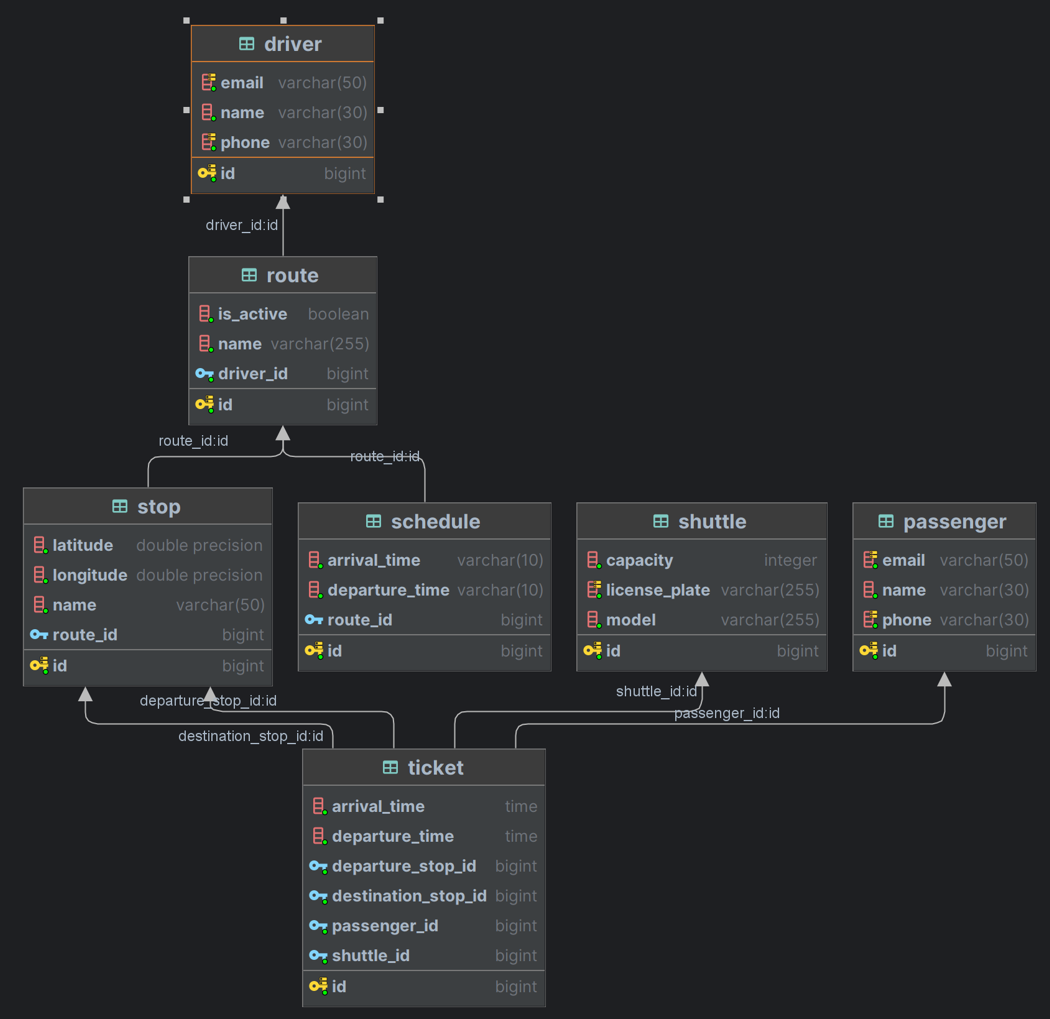 driver
email varchar(50)
name varchar(30)
phone varchar(30)
id bigint
driver_id:id
route
is_active boolean
name varchar(255)
driver_id bigint
id bigint
route_id:id
route_id:id
stop
latitude double precision
longitude double precision
name varchar(50)
route_id bigint
id bigint
schedule
arrival_time varchar(10)
departure_time varchar(10)
route_id bigint
id bigint
shuttle
capacity integer
license_plate varchar(255)
model varchar(255)
id bigint
passenger
email varchar(50)
name varchar(30)
phone varchar(30)
id bigint
departure_stop_id:id
destination_stop_id:id
shuttle_id:id
passenger_id:id
ticket
arrival_time time
departure_time time
departure_stop_id bigint
destination_stop_id bigint
passenger_id bigint
shuttle_id bigint
id bigint